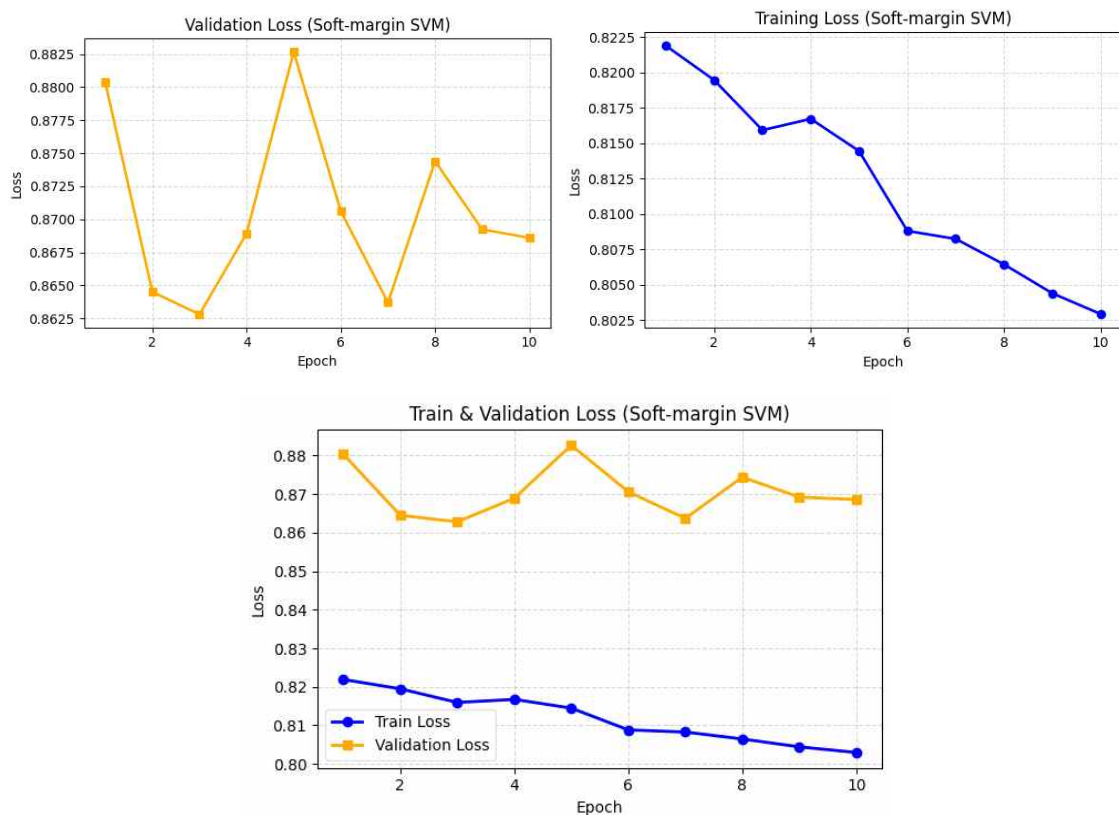 Validation Loss (Soft-margin SVM)
0.8825
0.8800
0.8775
0.8750
0.8725
0.8700
0.8675
0.8650
0.8625
Loss
2 4 6 8 10
Epoch
Training Loss (Soft-margin SVM)
0.8225
0.8200
0.8175
0.8150
0.8125
0.8100
0.8075
0.8050
0.8025
Loss
2 4 6 8 10
Epoch
Train & Validation Loss (Soft-margin SVM)
0.88
0.87
0.86
0.85
0.84
0.83
0.82
0.81
0.80
Loss
Train Loss
Validation Loss
2 4 6 8 10
Epoch